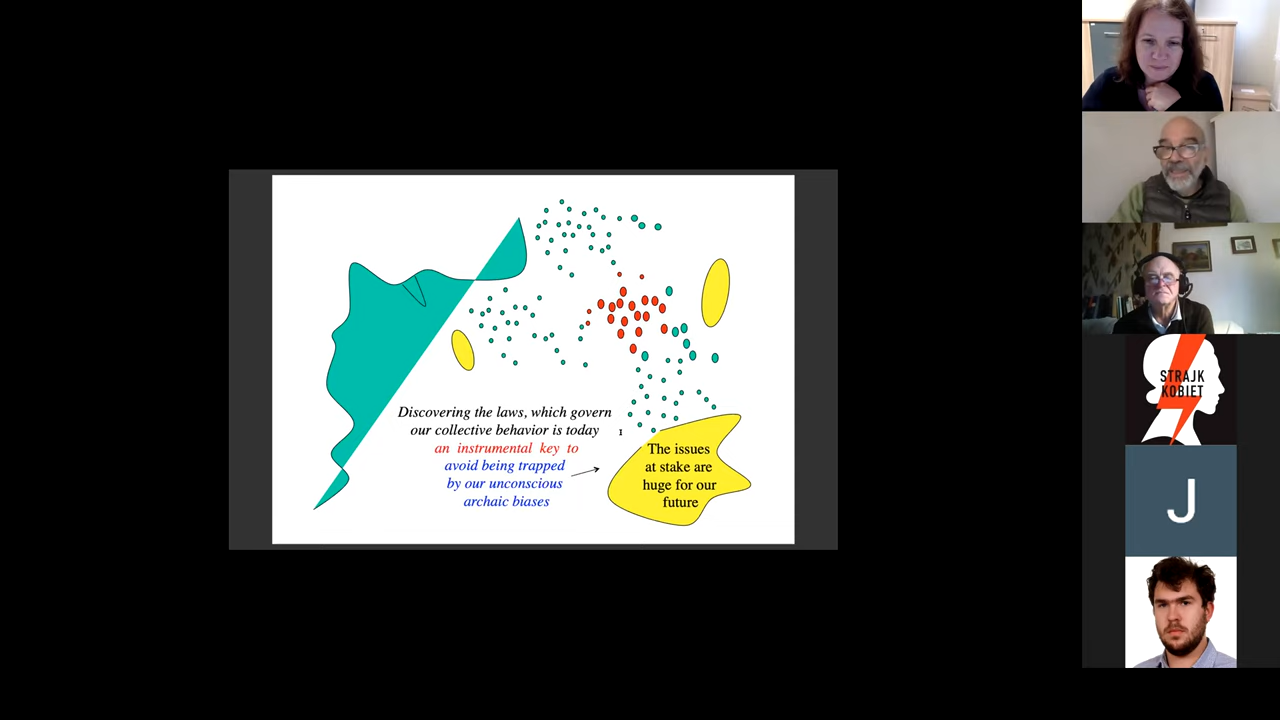 Discovering the laws, which govern
our collective behavior is today
an instrumental key to
avoid being trapped
by our unconscious
archaic biases
1
The issues
at stake are
huge for our
future
STRAJK
KOBIET
J